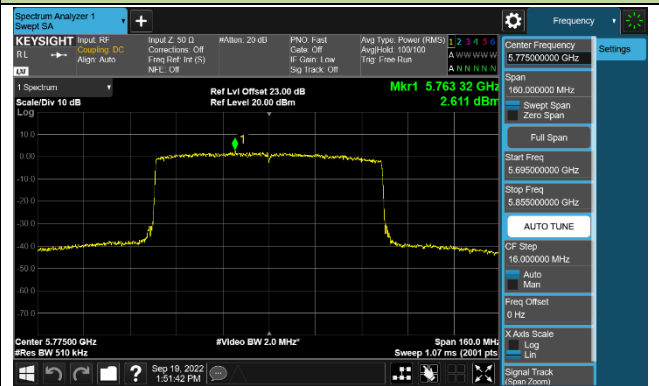 Spectrum Analyzer 1
Swept SA
+
Frequency
KEYSIGHT
RL
LXI
Input: RF
Coupling: DC
Align: Auto
Input Z: 50 Ω
Corrections: Off
Freq Ref: Int (S)
NFE: Off
#Atten: 20 dB
PNO: Fast
Gate: Off
IF Gain: Low
Sig Track: Off
Avg Type: Power (RMS)
Avg|Hold: 100/100
Trig: Free Run
1 2 3 4 5 6
A W W W W W
A N N N N N
Center Frequency
5.775000000 GHz
Settings
Span
160.000000 MHz
Swept Span
Zero Span
Full Span
Start Freq
5.695000000 GHz
Stop Freq
5.855000000 GHz
AUTO TUNE
CF Step
16.000000 MHz
Auto
Man
Freq Offset
0 Hz
X Axis Scale
Log
Lin
Signal Track
(Span Zoom)
1 Spectrum
Scale/Div 10 dB
Log
Ref Lvl Offset 23.00 dB
Ref Level 20.00 dBm
Mkr1 5.763 32 GHz
2.611 dBm
1
10.0
0.00
-10.0
-20.0
-30.0
-40.0
-50.0
-60.0
-70.0
Center 5.77500 GHz
#Res BW 510 kHz
#Video BW 2.0 MHz*
Span 160.0 MHz
Sweep 1.07 ms (2001 pts)
?
Sep 19, 2022
1:51:42 PM